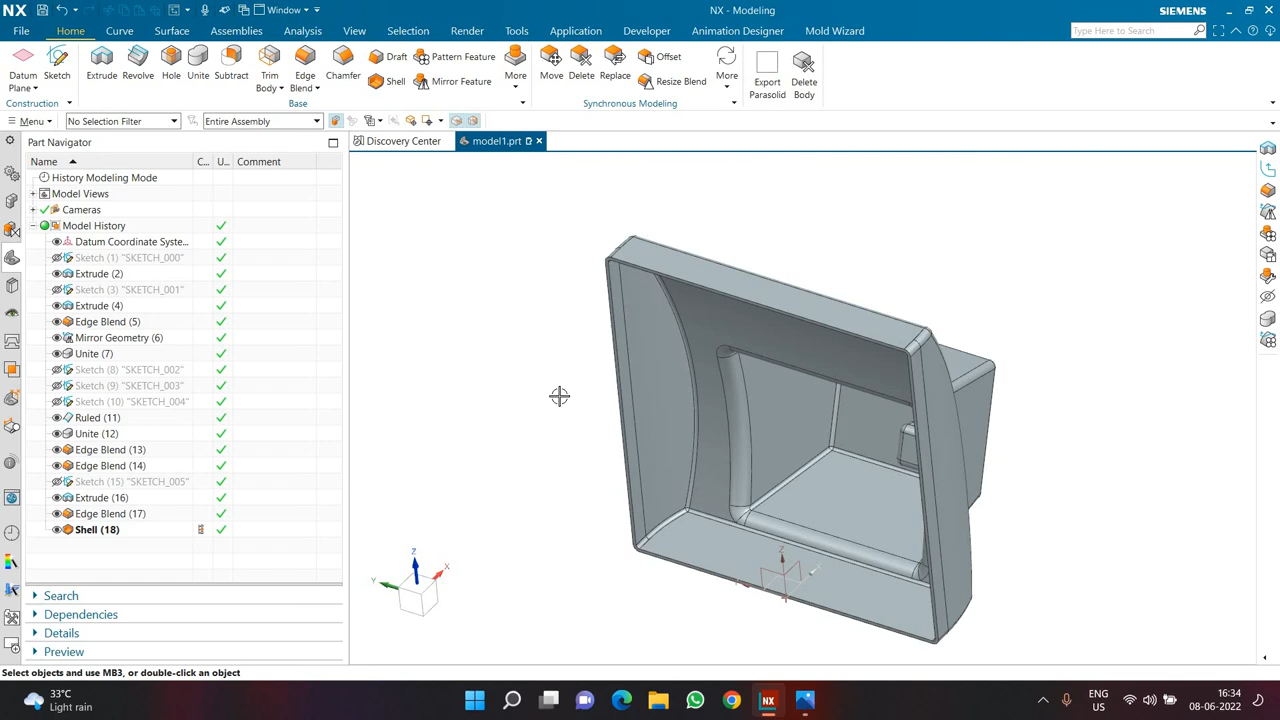 NX
Window
NX - Modeling
SIEMENS
File
Home
Curve
Surface
Assemblies
Analysis
View
Selection
Render
Tools
Application
Developer
Animation Designer
Mold Wizard
Type Here to Search
Datum
Plane
Sketch
Extrude
Revolve
Hole
Unite
Subtract
Trim
Body
Edge
Blend
Chamfer
Draft
Shell
Pattern Feature
Mirror Feature
More
Move
Delete
Replace
Offset
Resize Blend
More
Export
Parasolid
Delete
Body
Construction
Base
Synchronous Modeling
Menu
No Selection Filter
Entire Assembly
Part Navigator
Discovery Center
model1.prt
Name
C...
U...
Comment
History Modeling Mode
Model Views
Cameras
Model History
Datum Coordinate Syste...
Sketch (1) "SKETCH_000"
Extrude (2)
Sketch (3) "SKETCH_001"
Extrude (4)
Edge Blend (5)
Mirror Geometry (6)
Unite (7)
Sketch (8) "SKETCH_002"
Sketch (9) "SKETCH_003"
Sketch (10) "SKETCH_004"
Ruled (11)
Unite (12)
Edge Blend (13)
Edge Blend (14)
Sketch (15) "SKETCH_005"
Extrude (16)
Edge Blend (17)
Shell (18)
Z
X
Y
Z
Search
Dependencies
Details
Preview
Select objects and use MB3, or double-click an object
33°C
Light rain
NX
ENG
US
16:34
08-06-2022